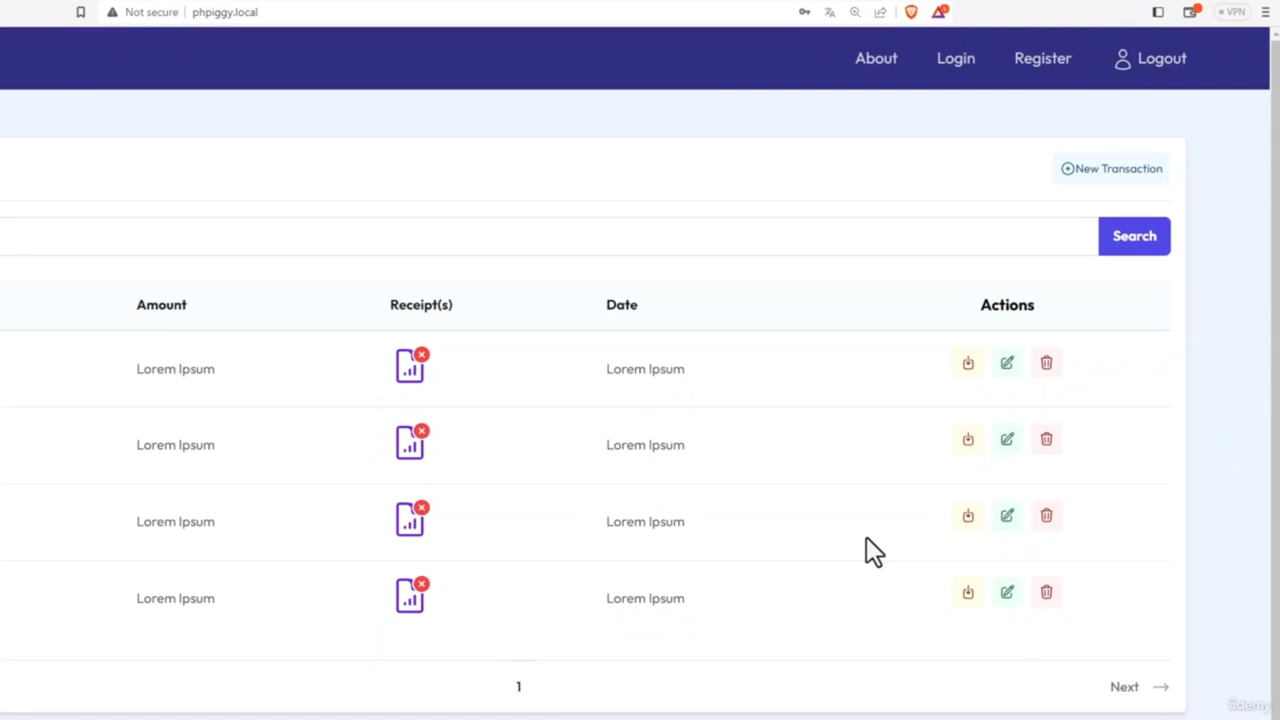 Not secure phpiggy.local VPN
About Login Register Logout
New Transaction
Search
Amount Receipt(s) Date Actions
Lorem Ipsum Lorem Ipsum
Lorem Ipsum Lorem Ipsum
Lorem Ipsum Lorem Ipsum
Lorem Ipsum Lorem Ipsum
1 Next
ûdemy